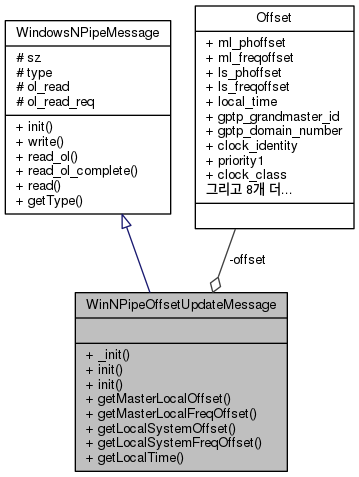 WindowsNPipeMessage
# sz
# type
# ol_read
# ol_read_req
+ init()
+ write()
+ read_ol()
+ read_ol_complete()
+ read()
+ getType()
Offset
+ ml_phoffset
+ ml_freqoffset
+ ls_phoffset
+ ls_freqoffset
+ local_time
+ gptp_grandmaster_id
+ gptp_domain_number
+ clock_identity
+ priority1
+ clock_class
그리고 8개 더...
-offset
WinNPipeOffsetUpdateMessage
+ _init()
+ init()
+ init()
+ getMasterLocalOffset()
+ getMasterLocalFreqOffset()
+ getLocalSystemOffset()
+ getLocalSystemFreqOffset()
+ getLocalTime()